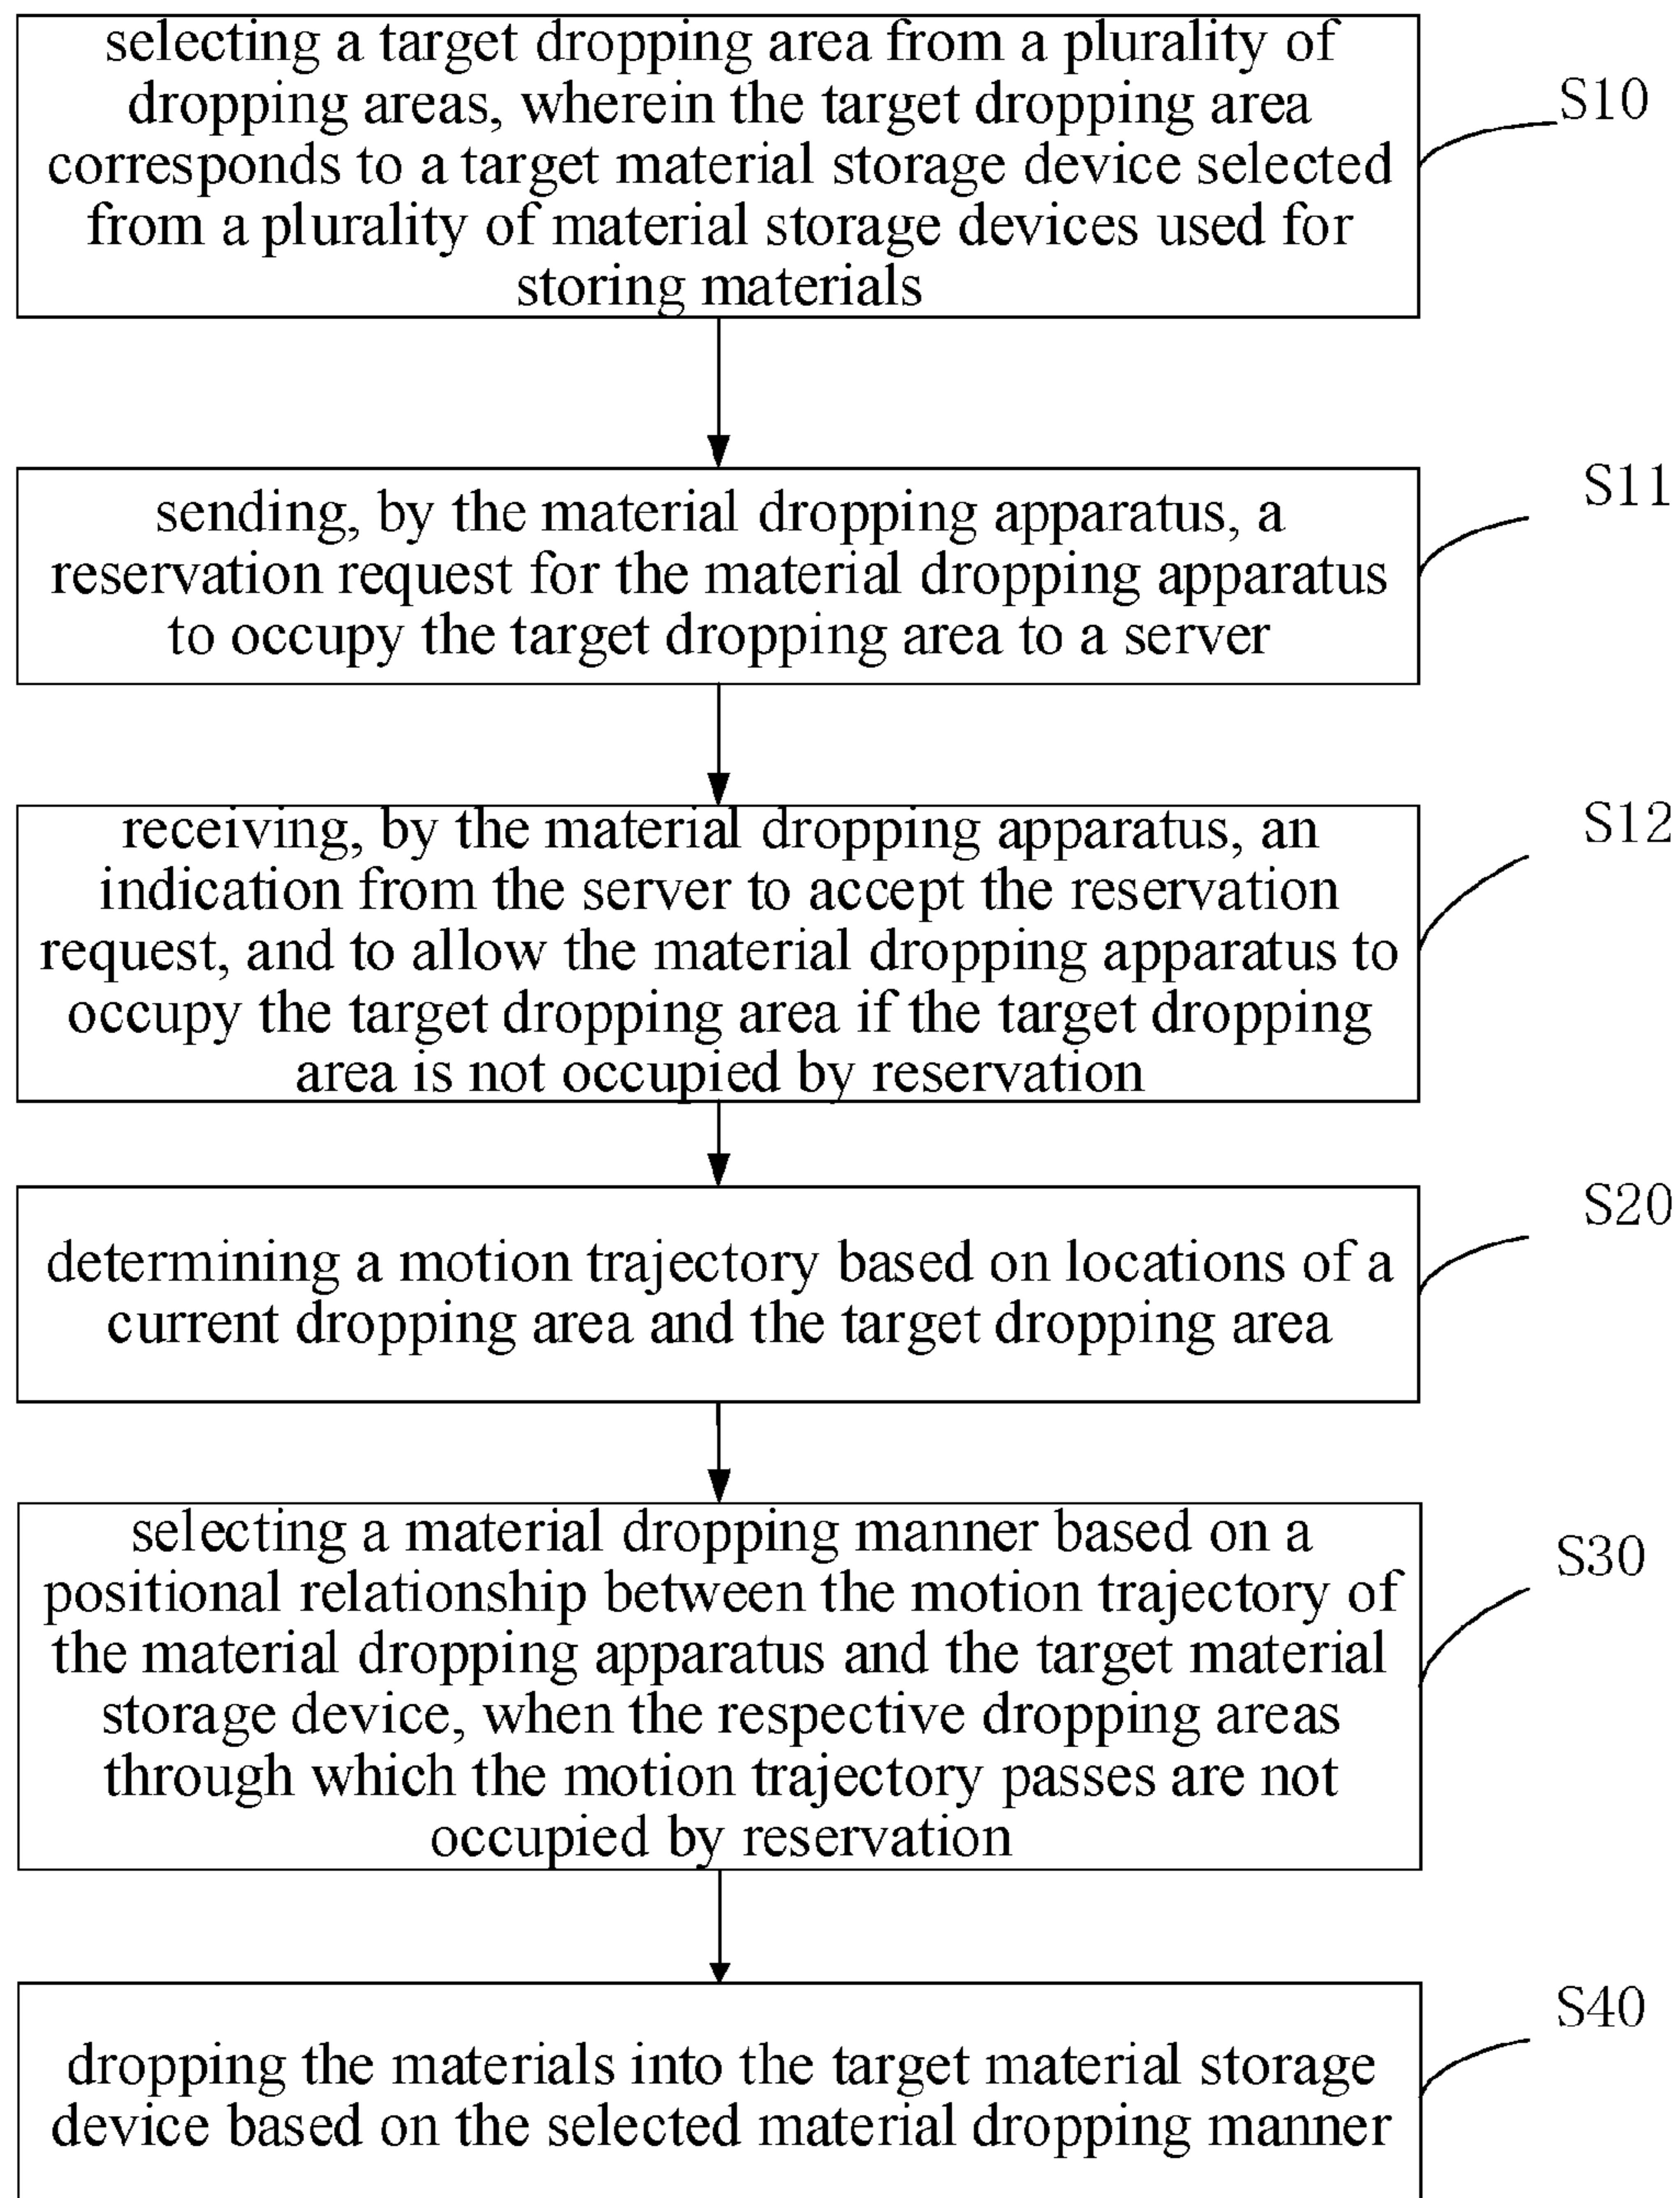 selecting a target dropping area from a plurality of
dropping areas, wherein the target dropping area
corresponds to a target material storage device selected
from a plurality of material storage devices used for
storing materials
S10
sending, by the material dropping apparatus, a
reservation request for the material dropping apparatus
to occupy the target dropping area to a server
S11
receiving, by the material dropping apparatus, an
indication from the server to accept the reservation
request, and to allow the material dropping apparatus to
occupy the target dropping area if the target dropping
area is not occupied by reservation
S12
determining a motion trajectory based on locations of a
current dropping area and the target dropping area
S20
selecting a material dropping manner based on a
positional relationship between the motion trajectory of
the material dropping apparatus and the target material
storage device, when the respective dropping areas
through which the motion trajectory passes are not
occupied by reservation
S30
dropping the materials into the target material storage
device based on the selected material dropping manner
S40